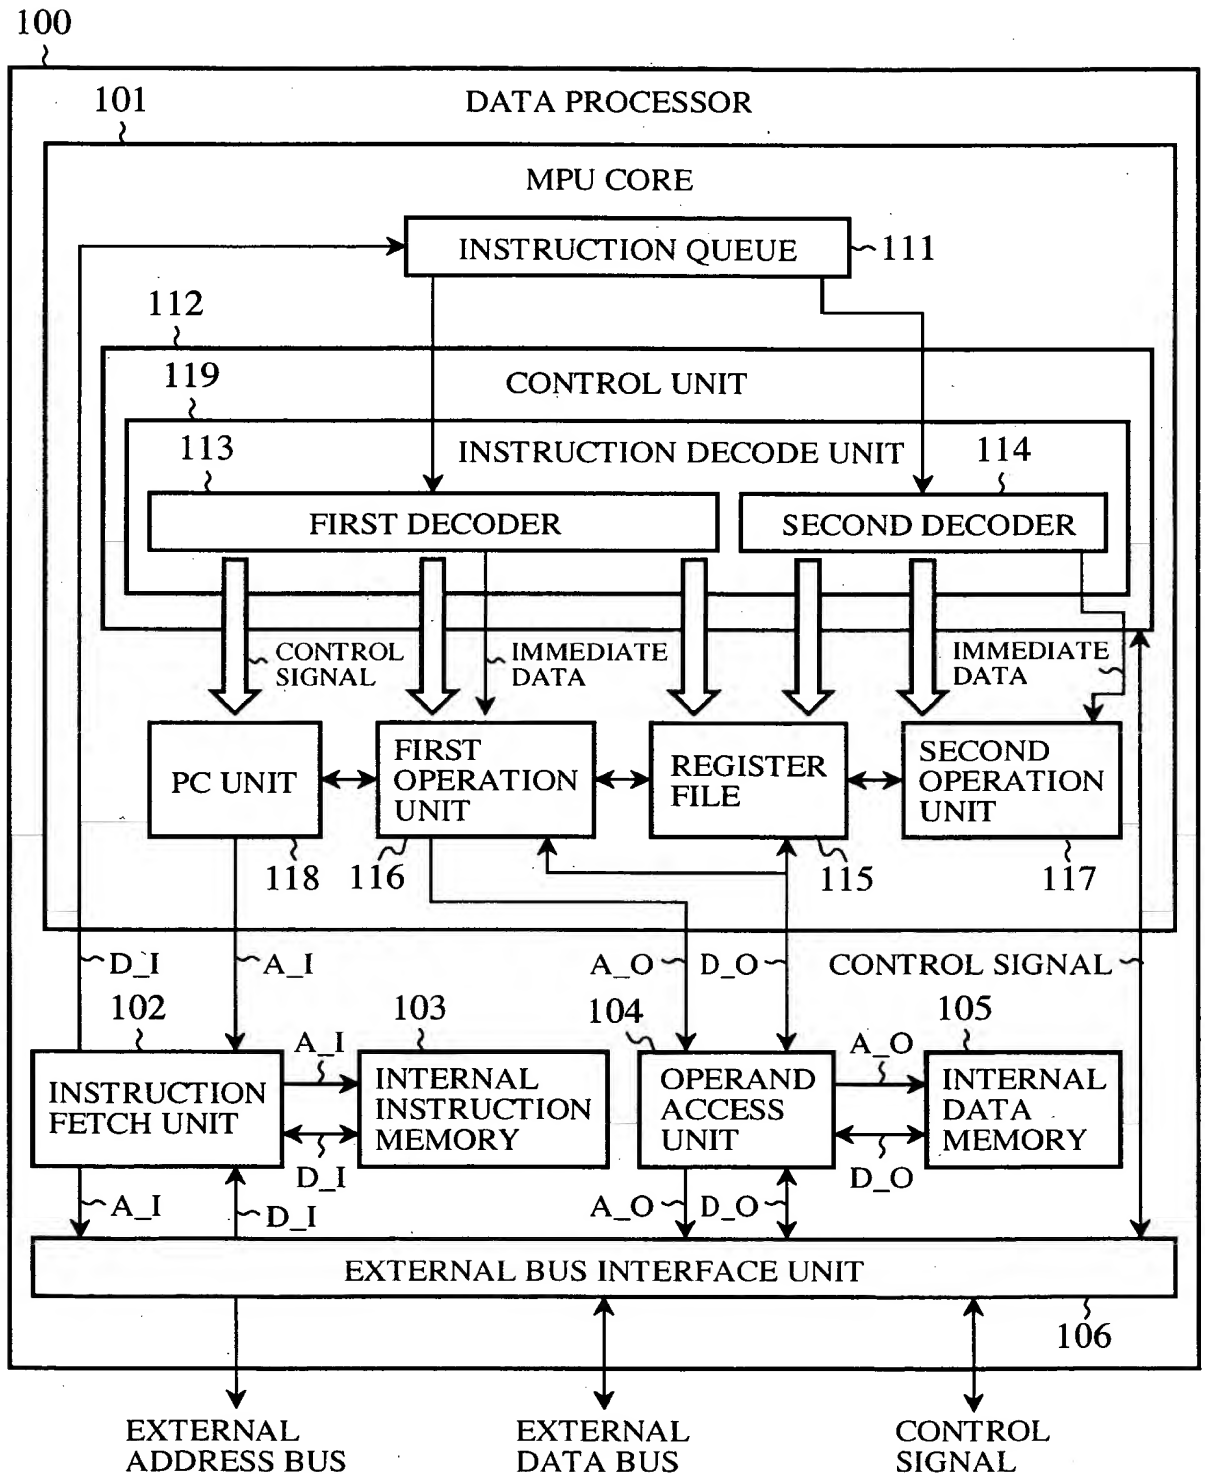 100
DATA PROCESSOR
101
MPU CORE
INSTRUCTION QUEUE
111
112
CONTROL UNIT
119
INSTRUCTION DECODE UNIT
113
114
FIRST DECODER
SECOND DECODER
CONTROL
SIGNAL
IMMEDIATE
DATA
IMMEDIATE
DATA
PC UNIT
FIRST
OPERATION
UNIT
REGISTER
FILE
SECOND
OPERATION
UNIT
118
116
115
117
D_I
A_I
A_O
D_O
CONTROL SIGNAL
102
103
104
105
INSTRUCTION
FETCH UNIT
A_I
D_I
INTERNAL
INSTRUCTION
MEMORY
OPERAND
ACCESS
UNIT
A_O
D_O
INTERNAL
DATA
MEMORY
A_I
D_I
A_O
D_O
EXTERNAL BUS INTERFACE UNIT
106
EXTERNAL
ADDRESS BUS
EXTERNAL
DATA BUS
CONTROL
SIGNAL